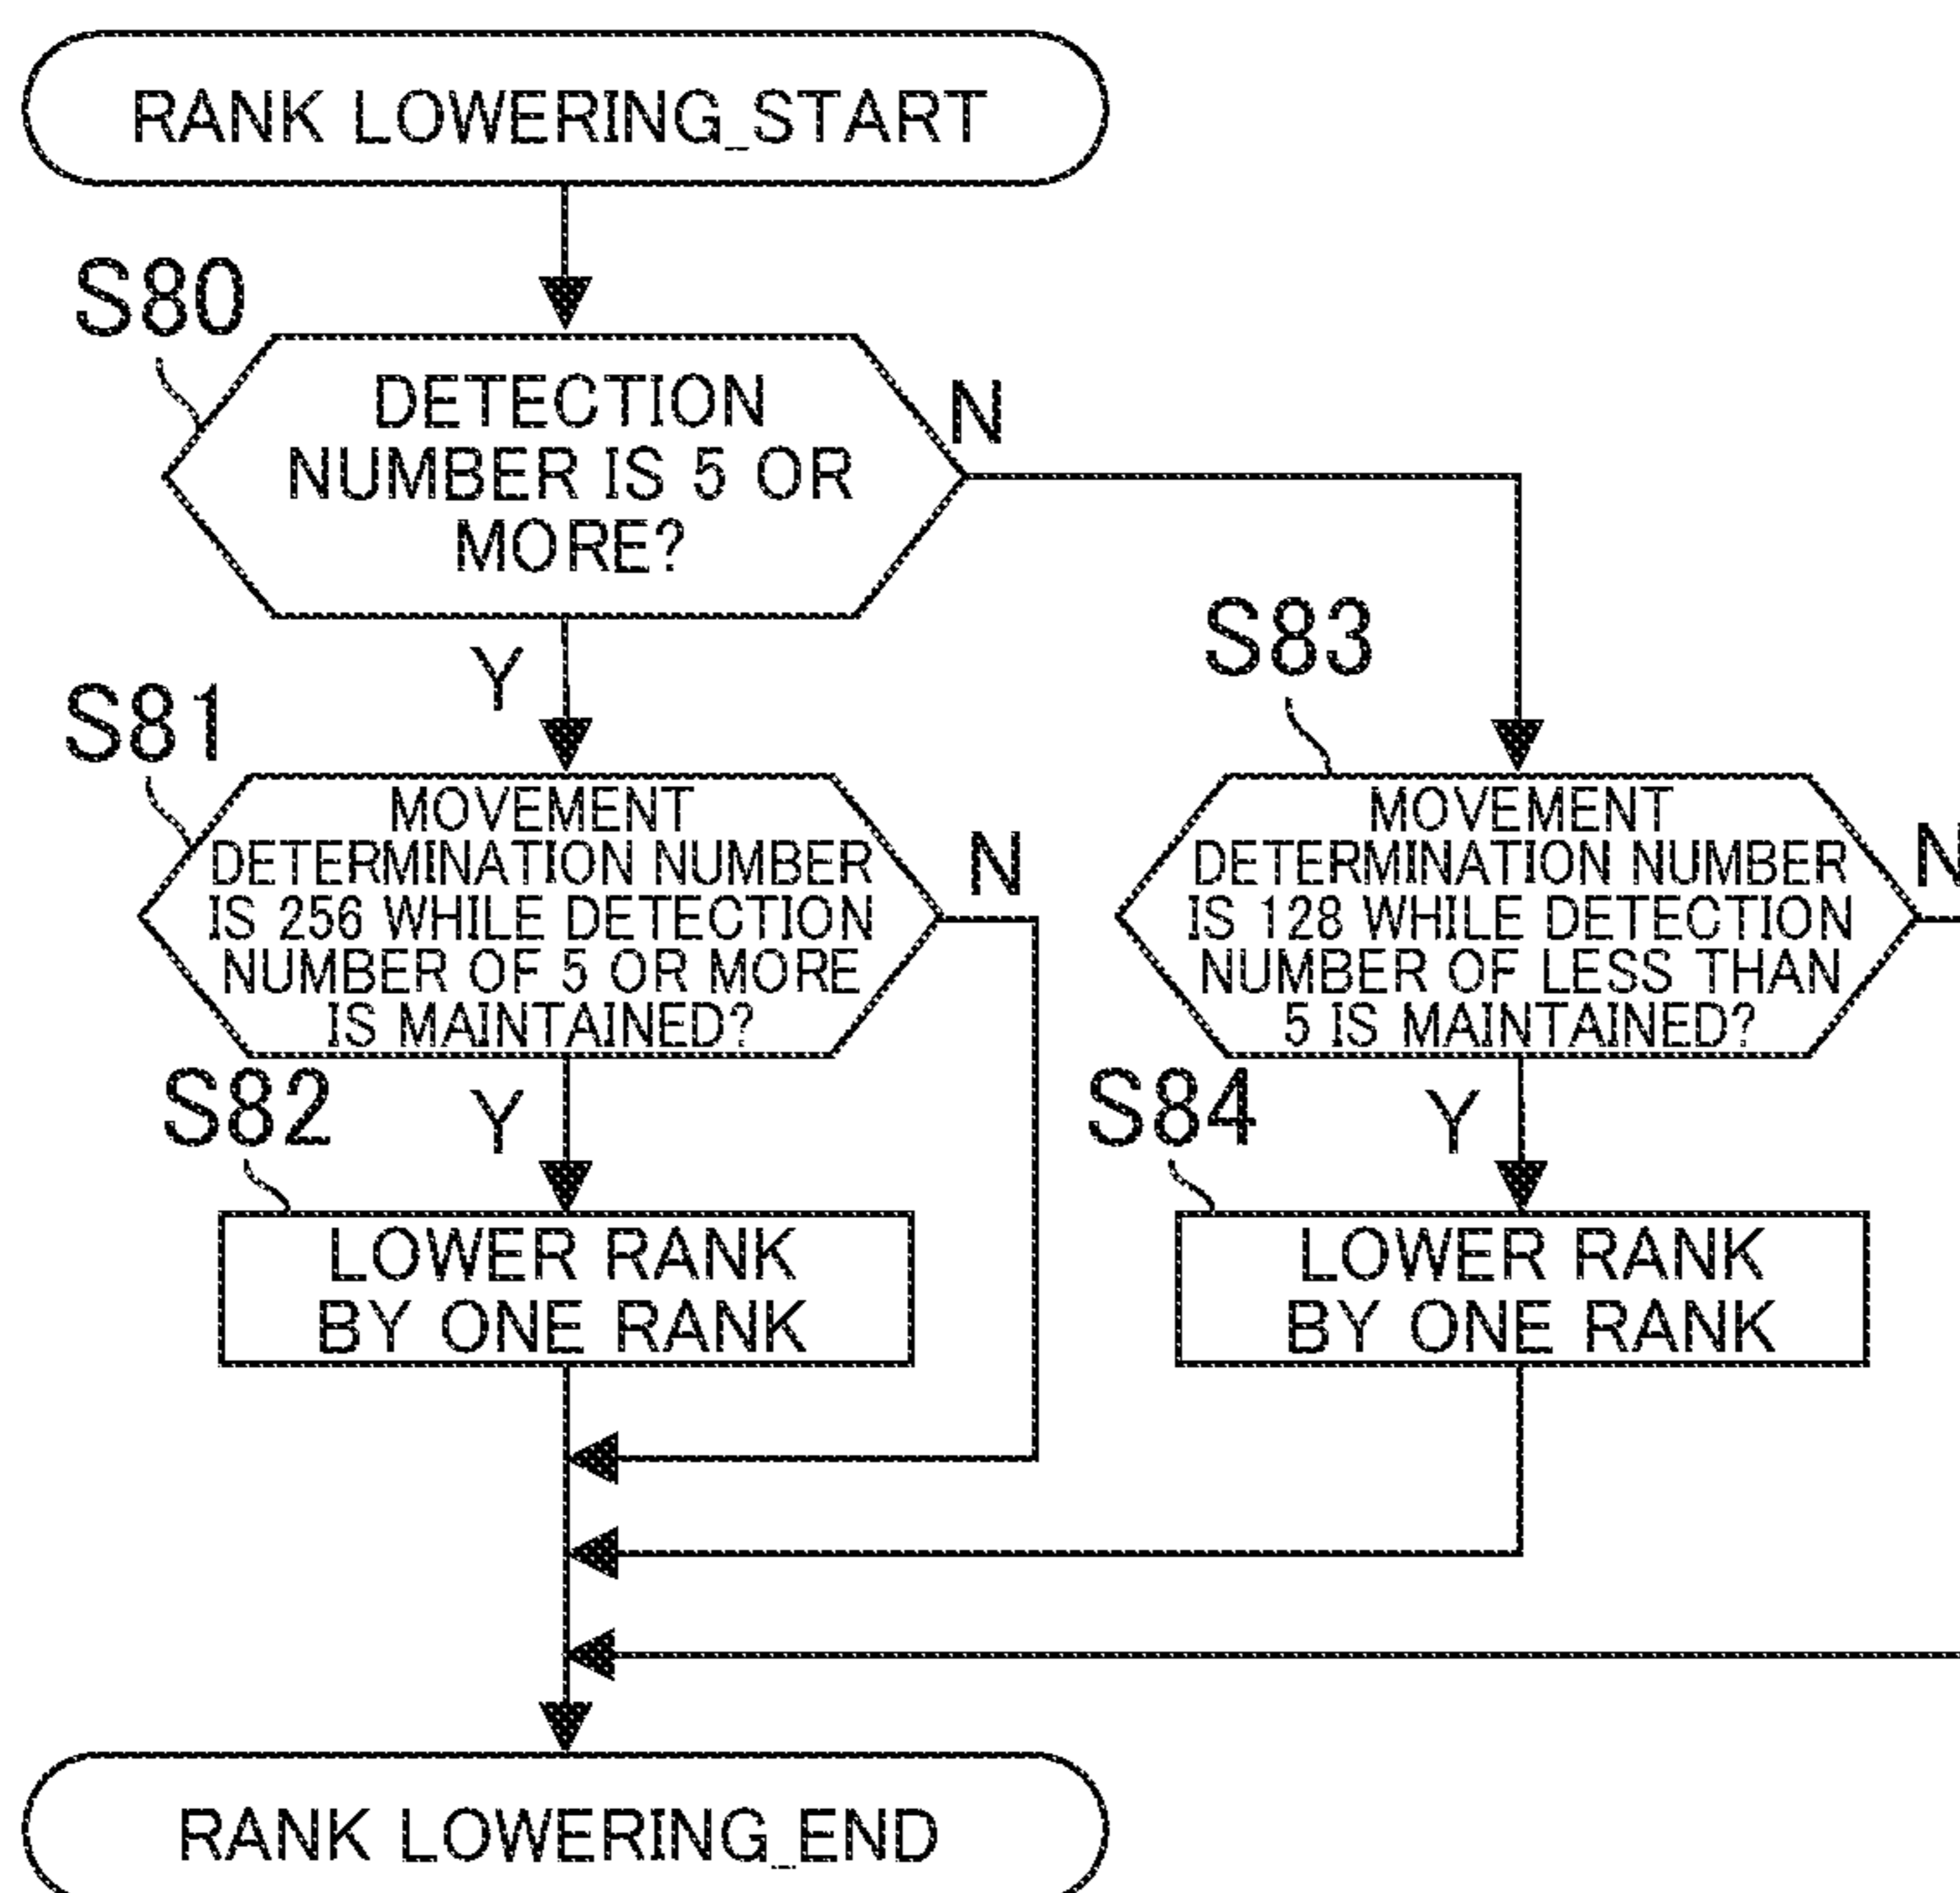 RANK LOWERING_START
S80
DETECTION
NUMBER IS 5 OR
MORE?
N
Y
S81
MOVEMENT
DETERMINATION NUMBER
IS 256 WHILE DETECTION
NUMBER OF 5 OR MORE
IS MAINTAINED?
N
S83
MOVEMENT
DETERMINATION NUMBER
IS 128 WHILE DETECTION
NUMBER OF LESS THAN
5 IS MAINTAINED?
N
S82
Y
LOWER RANK
BY ONE RANK
S84
Y
LOWER RANK
BY ONE RANK
RANK LOWERING_END